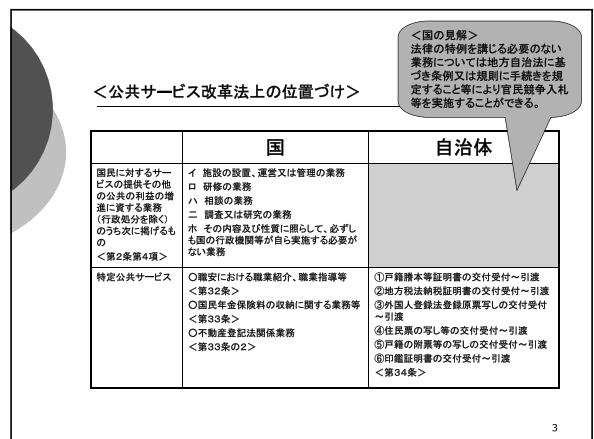 ＜国の見解＞
法律の特例を講じる必要のない
業務については地方自治法に基
づき条例又は規則に手続きを規
定すること等により官民競争入札
等を実施することができる。
＜公共サービス改革法上の位置づけ＞
国
自治体
国民に対するサー
ビスの提供その他
の公共の利益の増
進に資する業務
（行政処分を除く）
のうち次に掲げるも
の
＜第2条第4項＞
イ 施設の設置、運営又は管理の業務
ロ 研修の業務
ハ 相談の業務
ニ 調査又は研究の業務
ホ その内容及び性質に照らして、必ずし
も国の行政機関等が自ら実施する必要が
ない業務
特定公共サービス
○職安における職業紹介、職業指導等
＜第32条＞
○国民年金保険料の収納に関する業務等
＜第33条＞
○不動産登記法関係業務
＜第33条の2＞
①戸籍謄本等証明書の交付受付～引渡
②地方税法納税証明書の交付受付～引渡
③外国人登録法登録原票写しの交付受付
～引渡
④住民票の写し等の交付受付～引渡
⑤戸籍の附票等の写しの交付受付～引渡
⑥印鑑証明書の交付受付～引渡
＜第34条＞
3